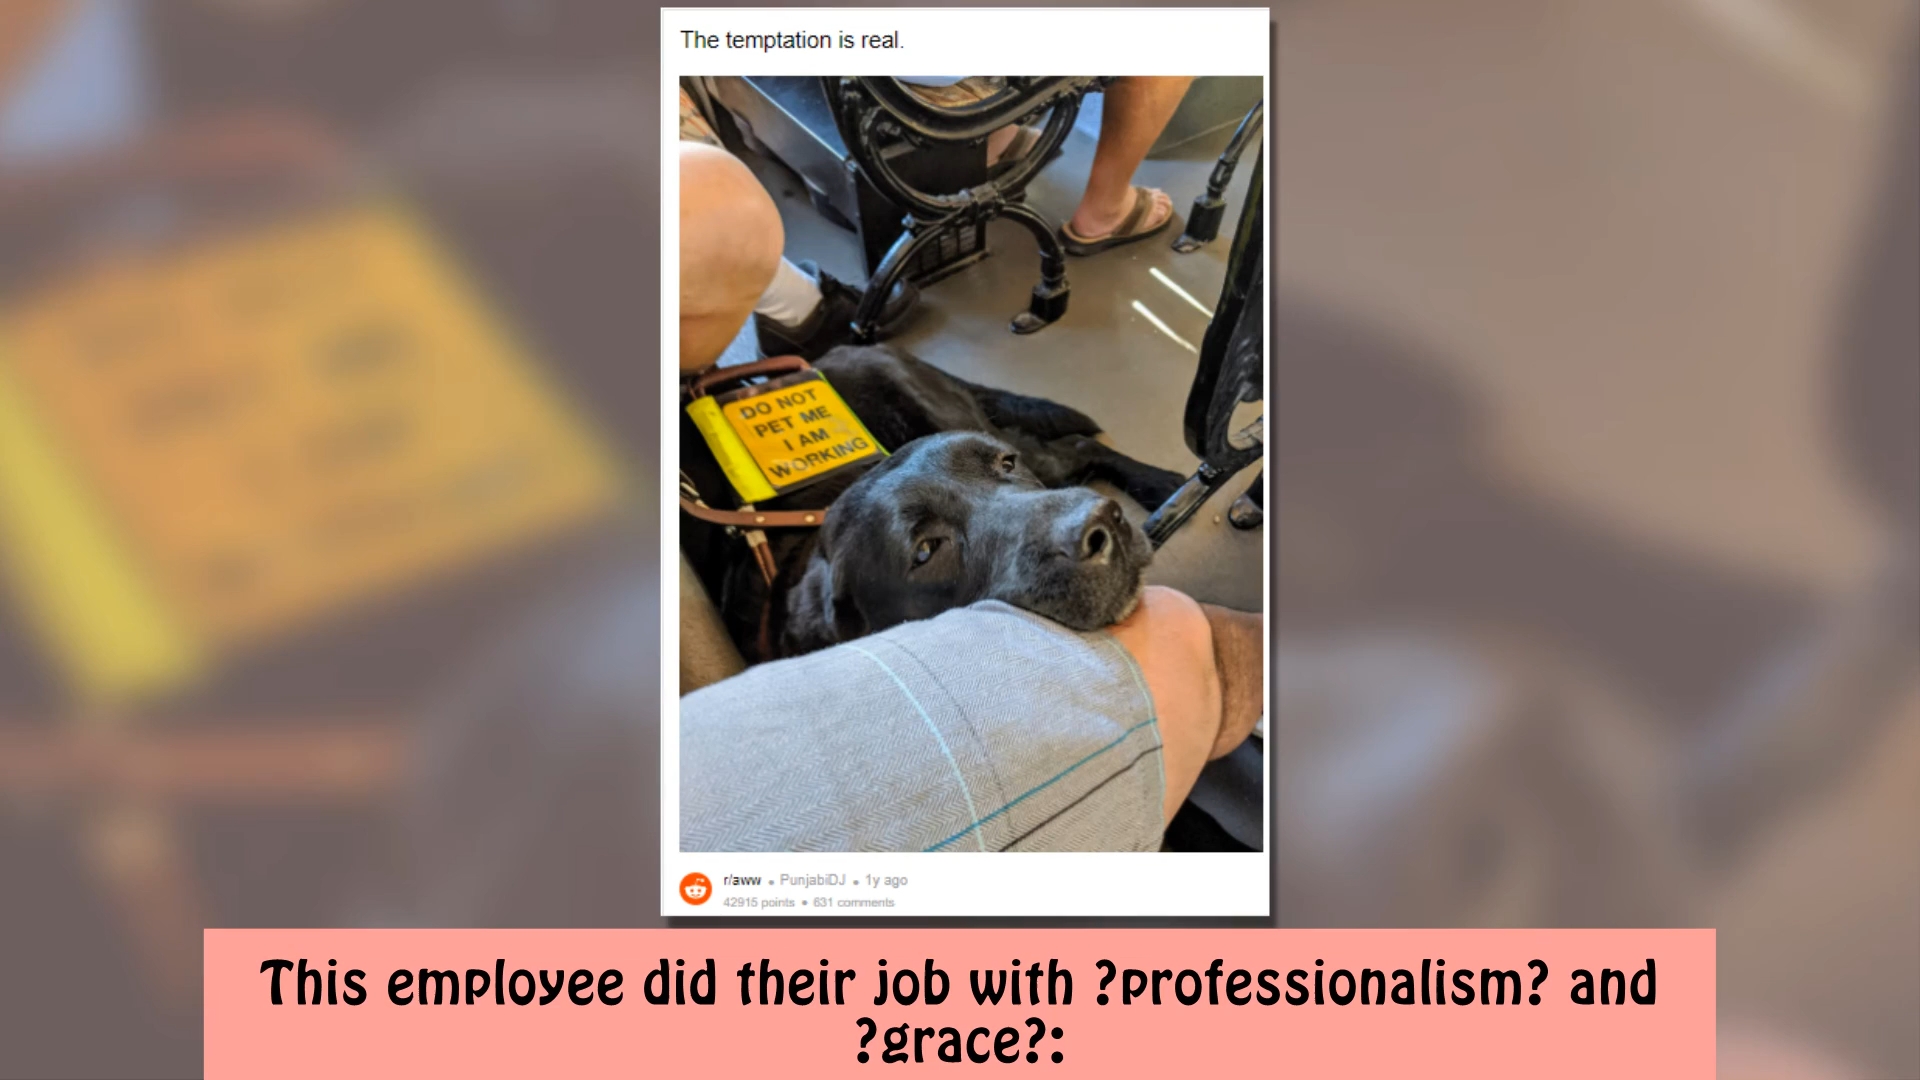 The temptation is real.
DO NOT
PET ME
I AM
WORKING
r/aww • PunjabiDJ • 1y ago
42915 points • 631 comments
This employee did their job with ?professionalism? and
?grace?: